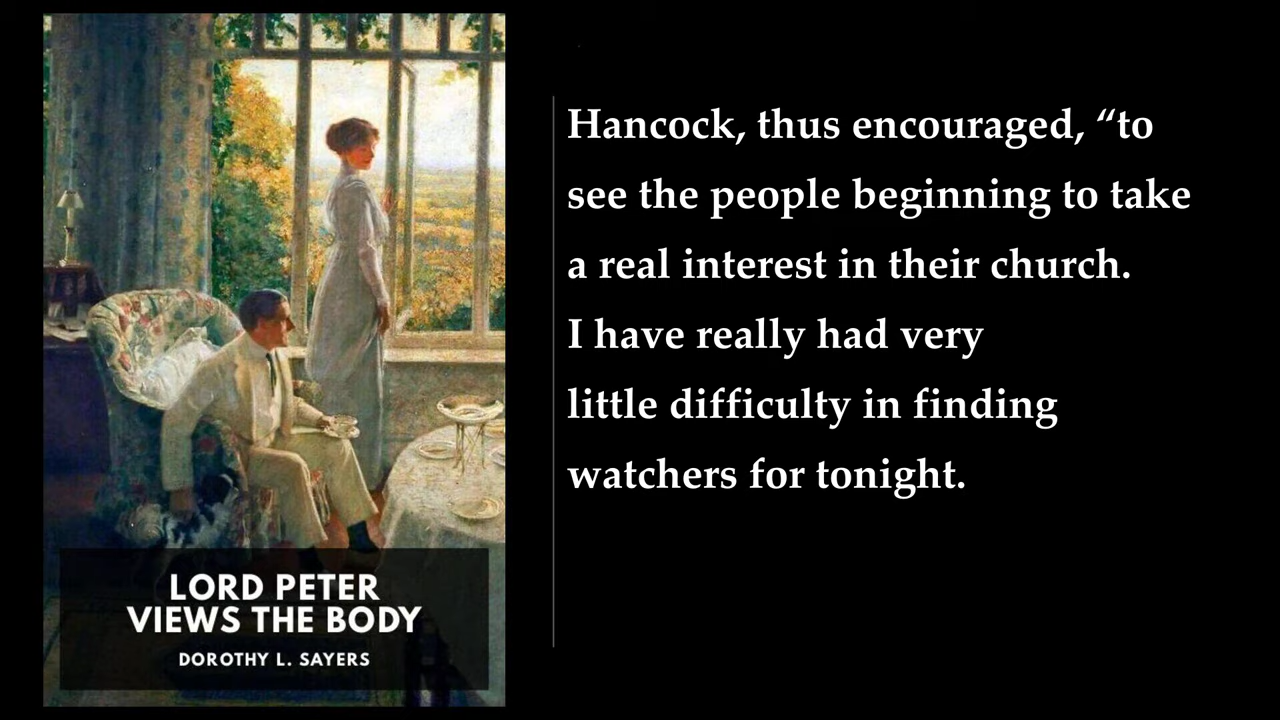 Hancock, thus encouraged, “to
see the people beginning to take
a real interest in their church.
I have really had very
little difficulty in finding
watchers for tonight.
LORD PETER
VIEWS THE BODY
DOROTHY L. SAYERS